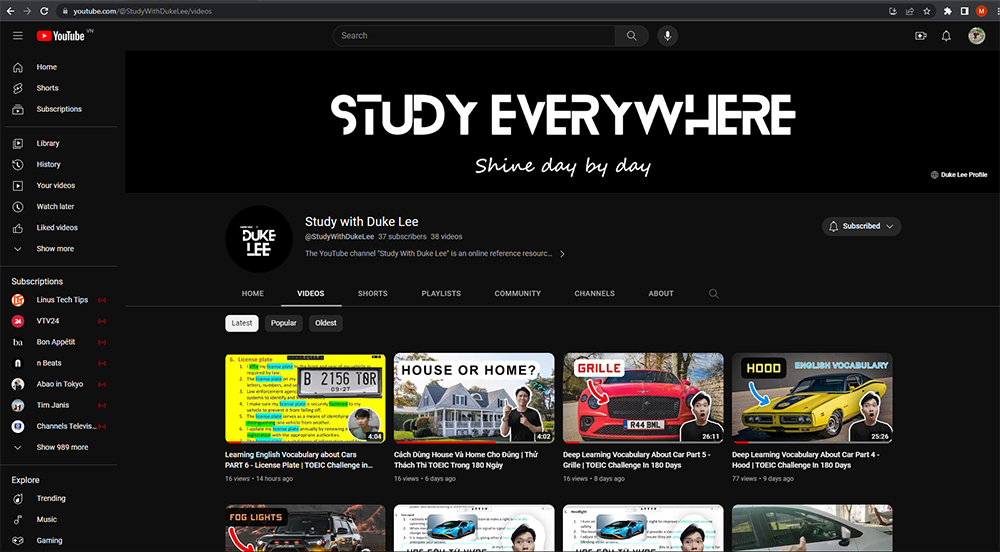 youtube.com/@StudyWithDukeLee/videos
M
YouTube VN
Search
Home
Shorts
Subscriptions
Library
History
Your videos
Watch later
Liked videos
Show more
Subscriptions
Linus Tech Tips
VTV24
Bon Appétit
n Beats
Abao in Tokyo
Tim Janis
Channels Televis...
Show 989 more
Explore
Trending
Music
Gaming
STUDY EVERYWHERE
Shine day by day
Duke Lee Profile
DUKE
LEE
Study with Duke Lee
@StudyWithDukeLee 37 subscribers 38 videos
The YouTube channel "Study With Duke Lee" is an online reference resourc...
Subscribed
HOME VIDEOS SHORTS PLAYLISTS COMMUNITY CHANNELS ABOUT
Latest Popular Oldest
6. License plate
B 2156 TOR
09-27
4:04
Learning English Vocabulary about Cars
PART 6 - License Plate | TOEIC Challenge in...
16 views • 14 hours ago
HOUSE OR HOME?
4:02
Cách Dùng House Và Home Cho Đúng | Thử
Thách Thi TOEIC Trong 180 Ngày
16 views • 6 days ago
GRILLE
R44 BML
26:11
Deep Learning Vocabulary About Car Part 5 -
Grille | TOEIC Challenge In 180 Days
16 views • 8 days ago
HOOD ENGLISH VOCABULARY
25:26
Deep Learning Vocabulary About Car Part 4 -
Hood | TOEIC Challenge In 180 Days
77 views • 9 days ago
FOG LIGHTS